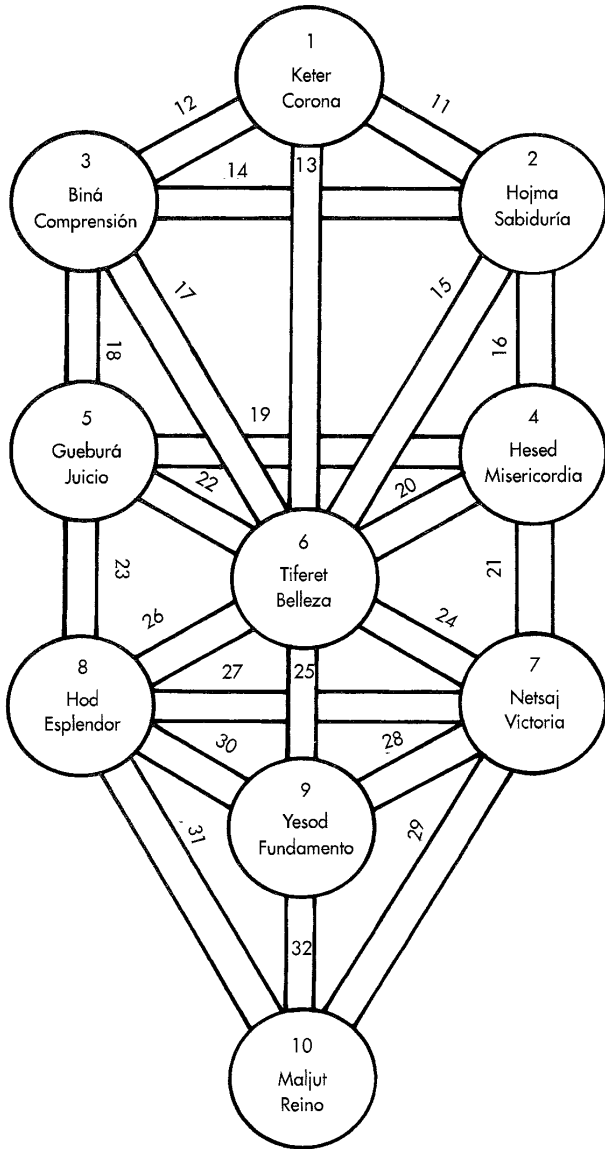 1
Keter
Corona
12
11
3
Biná
Comprensión
14
13
2
Hojma
Sabiduría
17
15
18
16
5
Gueburá
Juicio
19
4
Hesed
Misericordia
22
20
6
Tiferet
Belleza
23
21
26
24
8
Hod
Esplendor
27
25
7
Netsaj
Victoria
30
28
9
Yesod
Fundamento
31
29
32
10
Maljut
Reino